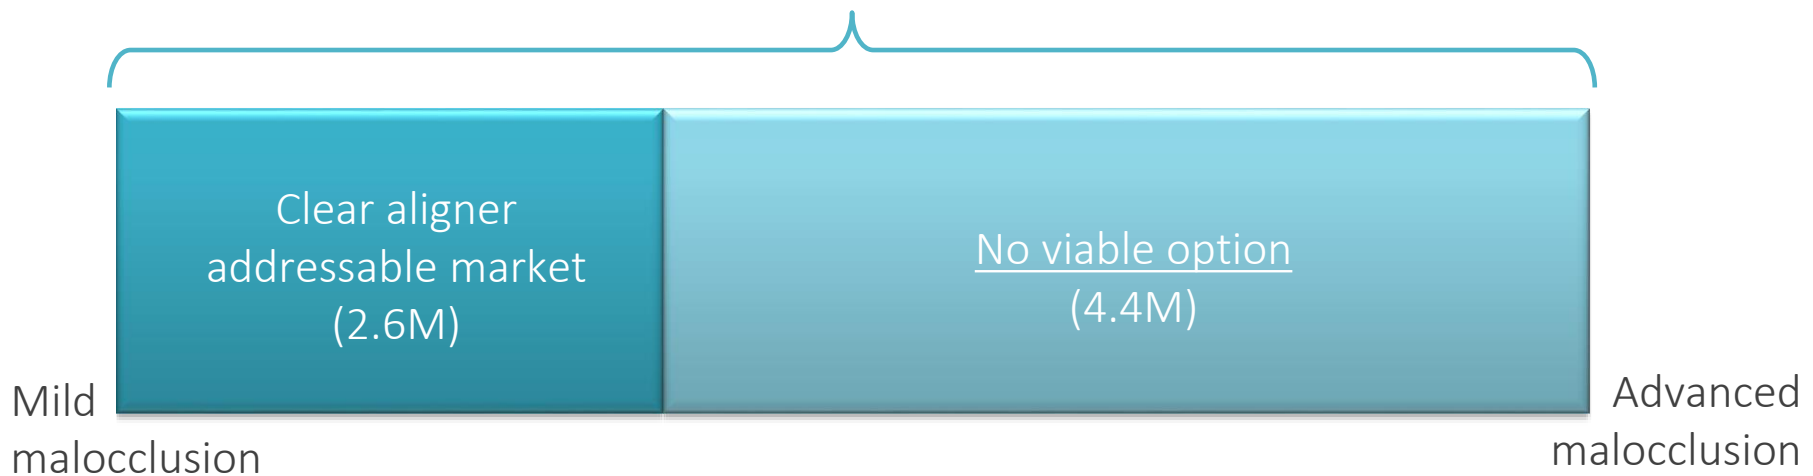 Clear aligner
addressable market
(2.6M)
No viable option
(4.4M)
Mild
malocclusion
Advanced
malocclusion